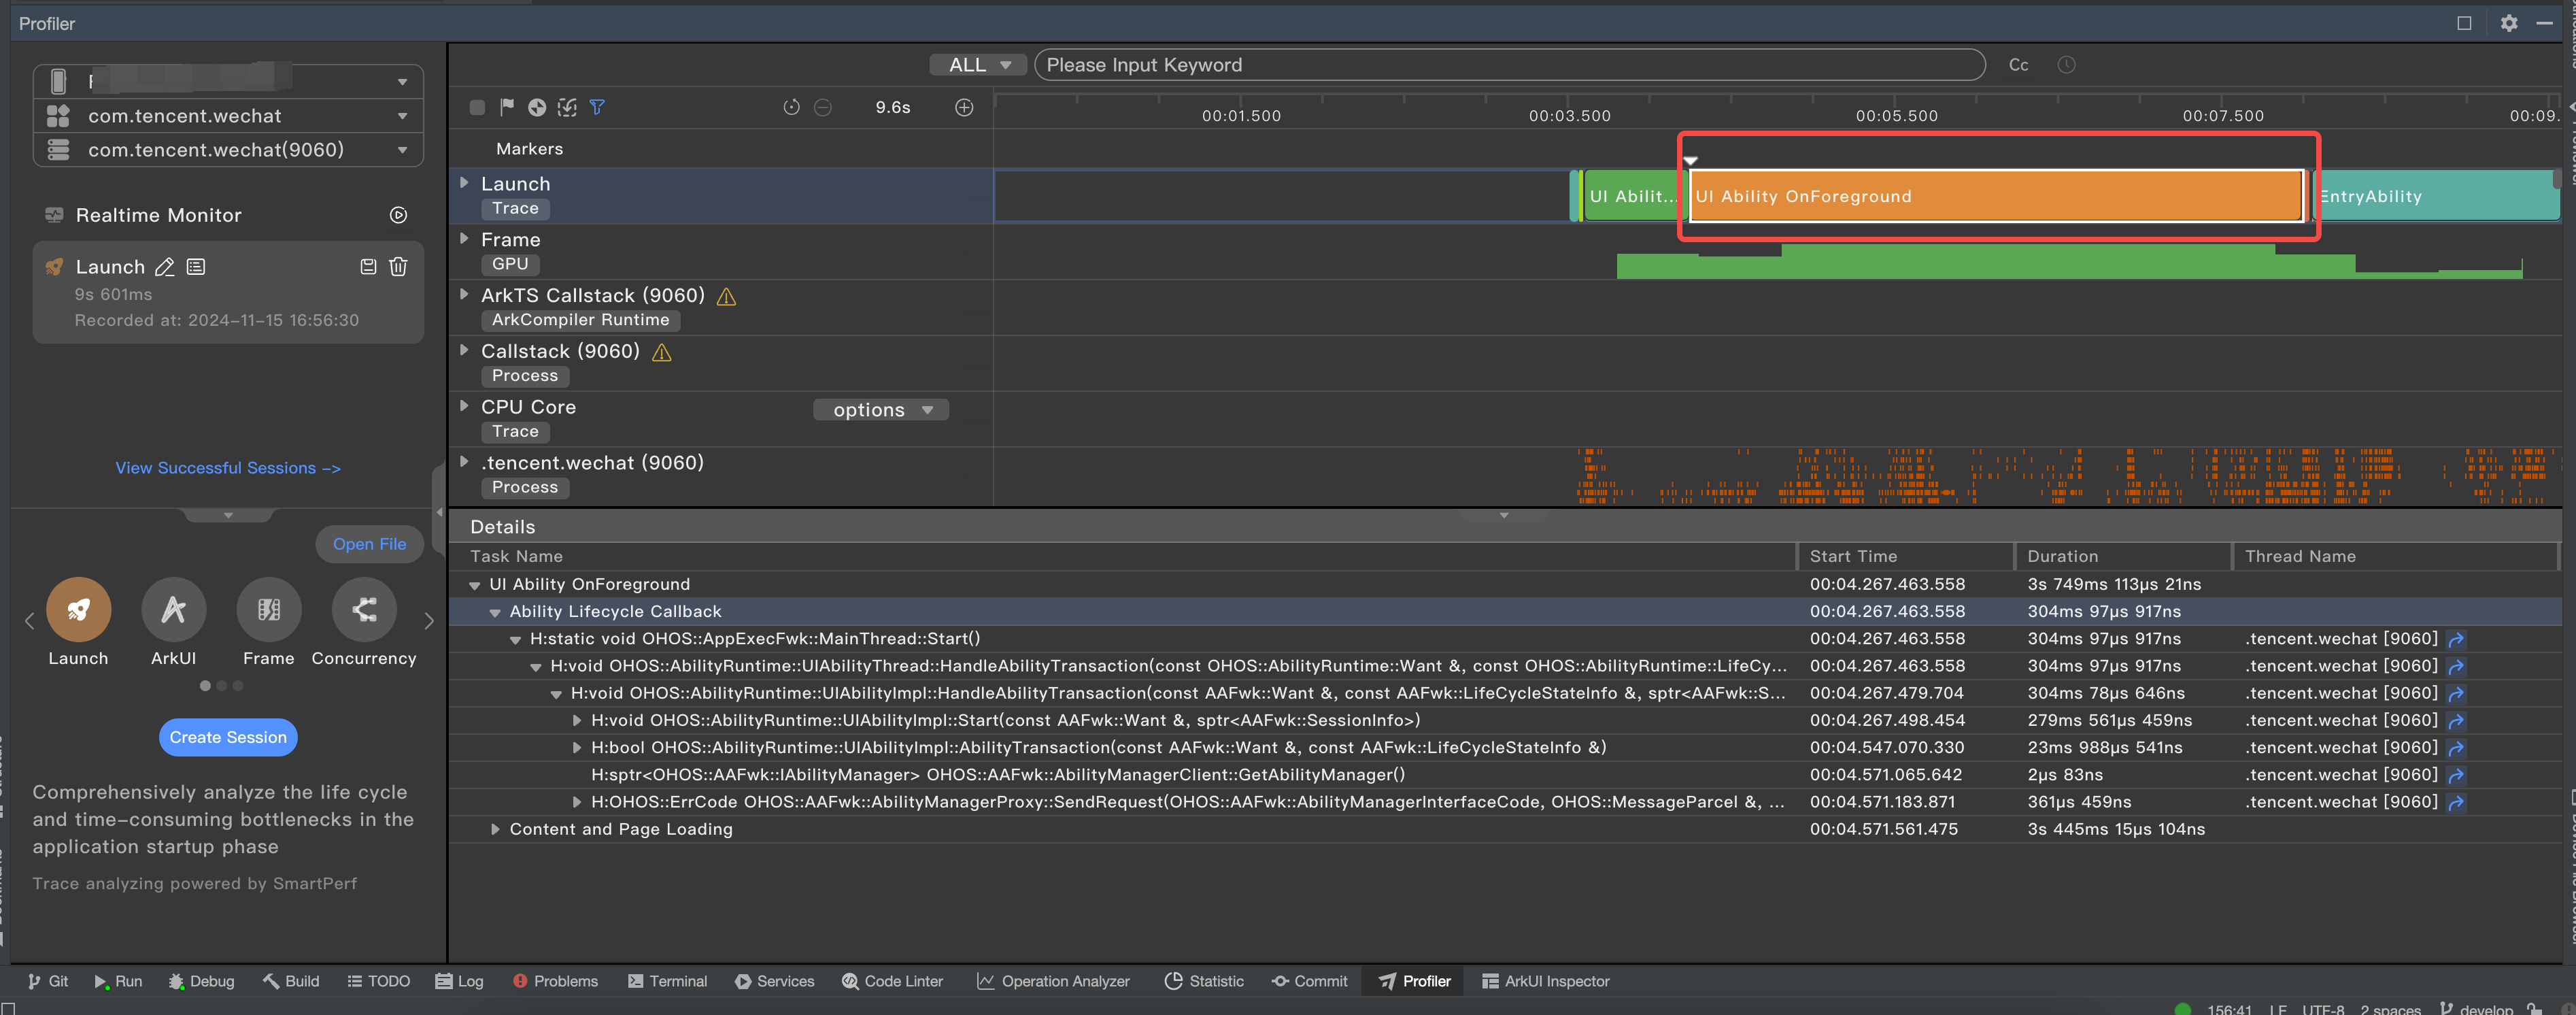 Profiler
com.tencent.wechat
com.tencent.wechat(9060)
Realtime Monitor
Launch
9s 601ms
Recorded at: 2024-11-15 16:56:30
View Successful Sessions ->
Open File
Launch ArkUI Frame Concurrency
Create Session
Comprehensively analyze the life cycle
and time-consuming bottlenecks in the
application startup phase
Trace analyzing powered by SmartPerf
ALL Please Input Keyword Cc
9.6s 00:01.500 00:03.500 00:05.500 00:07.500 00:09.
Markers
Launch
Trace
UI Abilit... UI Ability OnForeground EntryAbility
Frame
GPU
ArkTS Callstack (9060)
ArkCompiler Runtime
Callstack (9060)
Process
CPU Core options
Trace
.tencent.wechat (9060)
Process
Details
Task Name Start Time Duration Thread Name
UI Ability OnForeground 00:04.267.463.558 3s 749ms 113μs 21ns
Ability Lifecycle Callback 00:04.267.463.558 304ms 97μs 917ns
H:static void OHOS::AppExecFwk::MainThread::Start() 00:04.267.463.558 304ms 97μs 917ns .tencent.wechat [9060]
H:void OHOS::AbilityRuntime::UIAbilityThread::HandleAbilityTransaction(const OHOS::AbilityRuntime::Want &, const OHOS::AbilityRuntime::LifeCy... 00:04.267.463.558 304ms 97μs 917ns .tencent.wechat [9060]
H:void OHOS::AbilityRuntime::UIAbilityImpl::HandleAbilityTransaction(const AAFwk::Want &, const AAFwk::LifeCycleStateInfo &, sptr<AAFwk::S... 00:04.267.479.704 304ms 78μs 646ns .tencent.wechat [9060]
H:void OHOS::AbilityRuntime::UIAbilityImpl::Start(const AAFwk::Want &, sptr<AAFwk::SessionInfo>) 00:04.267.498.454 279ms 561μs 459ns .tencent.wechat [9060]
H:bool OHOS::AbilityRuntime::UIAbilityImpl::AbilityTransaction(const AAFwk::Want &, const AAFwk::LifeCycleStateInfo &) 00:04.547.070.330 23ms 988μs 541ns .tencent.wechat [9060]
H:sptr<OHOS::AAFwk::IAbilityManager> OHOS::AAFwk::AbilityManagerClient::GetAbilityManager() 00:04.571.065.642 2μs 83ns .tencent.wechat [9060]
H:OHOS::ErrCode OHOS::AAFwk::AbilityManagerProxy::SendRequest(OHOS::AAFwk::AbilityManagerInterfaceCode, OHOS::MessageParcel &, ... 00:04.571.183.871 361μs 459ns .tencent.wechat [9060]
Content and Page Loading 00:04.571.561.475 3s 445ms 15μs 104ns
Git Run Debug Build TODO Log Problems Terminal Services Code Linter Operation Analyzer Statistic Commit Profiler ArkUI Inspector
156:41 LF UTF-8 2 spaces develop